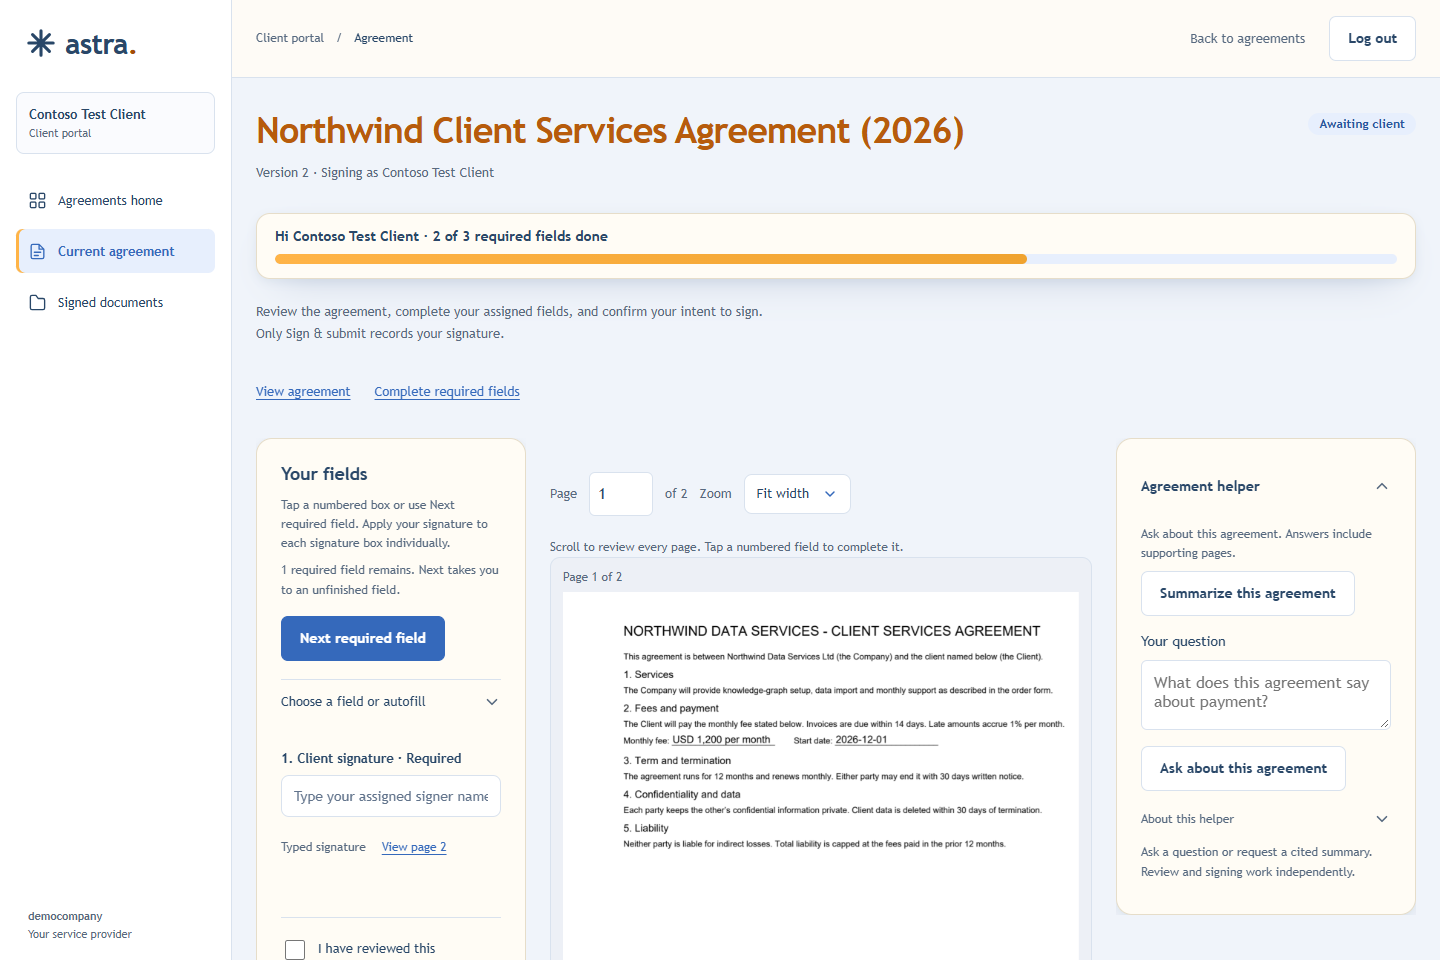 astra.
Contoso Test Client
Client portal
Agreements home
Current agreement
Signed documents
democompany
Your service provider
Client portal / Agreement
Back to agreements
Log out
Northwind Client Services Agreement (2026)
Awaiting client
Version 2 · Signing as Contoso Test Client
Hi Contoso Test Client · 2 of 3 required fields done
Review the agreement, complete your assigned fields, and confirm your intent to sign.
Only Sign & submit records your signature.
View agreement
Complete required fields
Your fields
Tap a numbered box or use Next
required field. Apply your signature to
each signature box individually.
1 required field remains. Next takes you
to an unfinished field.
Next required field
Choose a field or autofill
1. Client signature · Required
Type your assigned signer name
Typed signature
View page 2
I have reviewed this
Page 1 of 2 Zoom Fit width
Scroll to review every page. Tap a numbered field to complete it.
Page 1 of 2
NORTHWIND DATA SERVICES - CLIENT SERVICES AGREEMENT
This agreement is between Northwind Data Services Ltd (the Company) and the client named below (the Client).
1. Services
The Company will provide knowledge-graph setup, data import and monthly support as described in the order form.
2. Fees and payment
The Client will pay the monthly fee stated below. Invoices are due within 14 days. Late amounts accrue 1% per month.
Monthly fee: USD 1,200 per month Start date: 2026-12-01
3. Term and termination
The agreement runs for 12 months and renews monthly. Either party may end it with 30 days written notice.
4. Confidentiality and data
Each party keeps the other's confidential information private. Client data is deleted within 30 days of termination.
5. Liability
Neither party is liable for indirect losses. Total liability is capped at the fees paid in the prior 12 months.
Agreement helper
Ask about this agreement. Answers include
supporting pages.
Summarize this agreement
Your question
What does this agreement say
about payment?
Ask about this agreement
About this helper
Ask a question or request a cited summary.
Review and signing work independently.